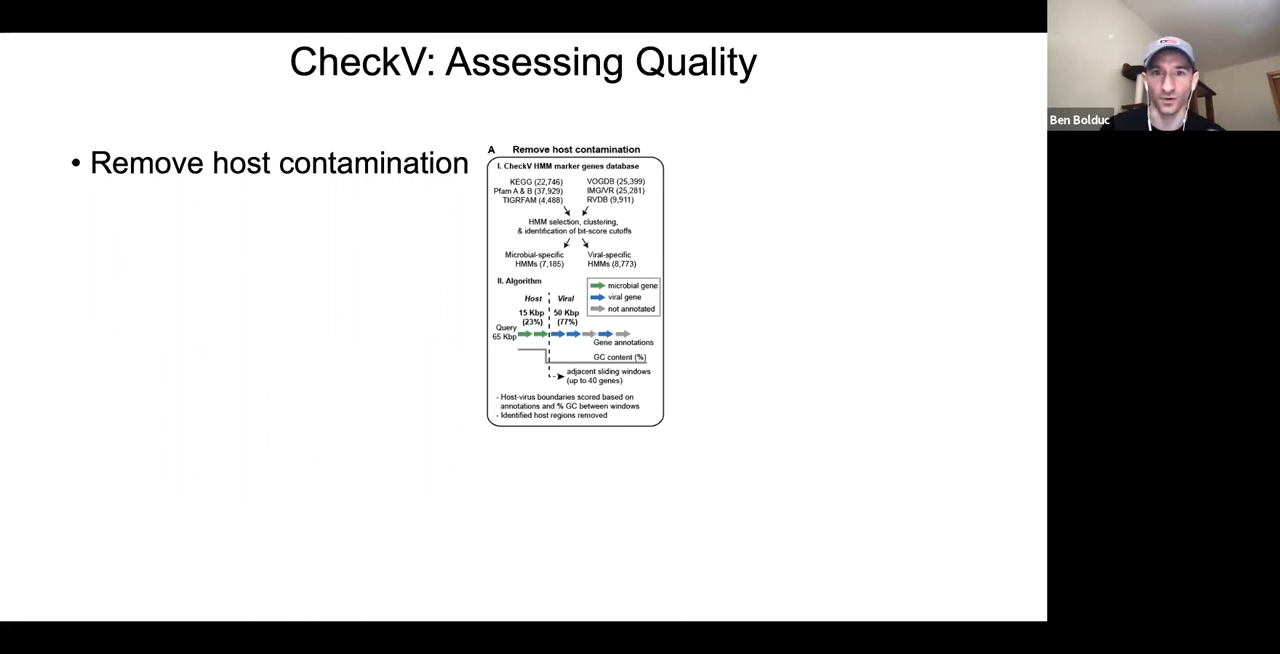 CheckV: Assessing Quality
Ben Bolduc
• Remove host contamination
A Remove host contamination
I. CheckV HMM marker genes database
KEGG (22,746)
Pfam A & B (37,929)
TIGRFAM (4,488)
VOGDB (25,399)
IMG/VR (25,281)
RVDB (9,911)
HMM selection, clustering,
& identification of bit-score cutoffs
Microbial-specific
HMMs (7,185)
Viral-specific
HMMs (8,773)
II. Algorithm
microbial gene
viral gene
not annotated
Host
Viral
15 Kbp
(23%)
50 Kbp
(77%)
Query
65 Kbp
Gene annotations
GC content (%)
adjacent sliding windows
(up to 40 genes)
- Host-virus boundaries scored based on
annotations and % GC between windows
- Identified host regions removed